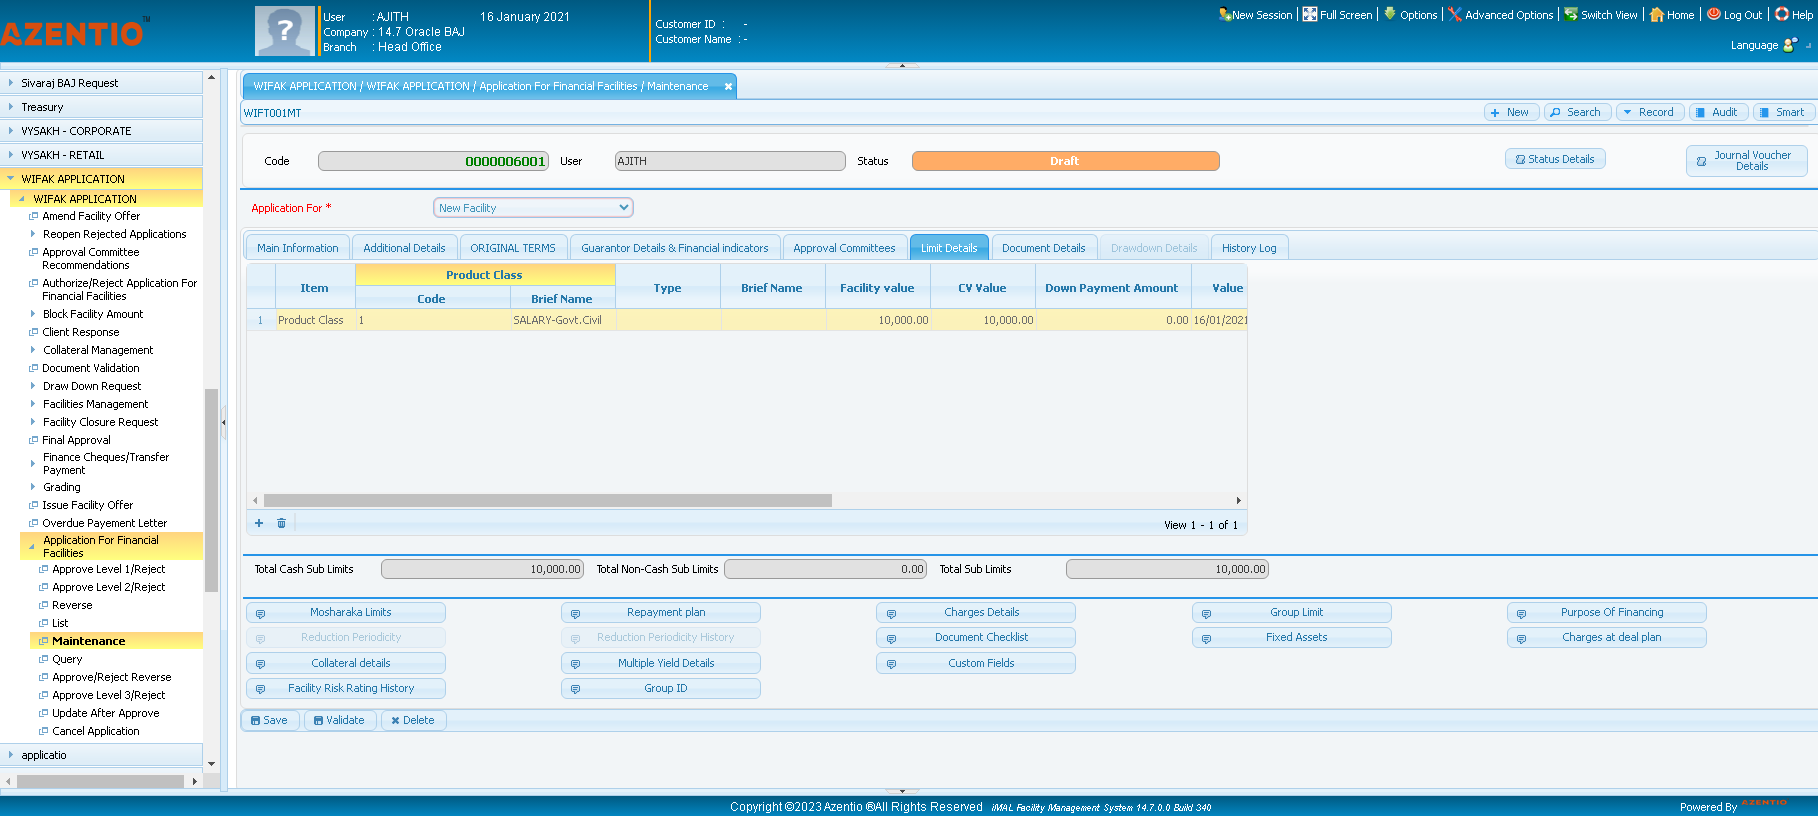 AZENTIO™
User : AJITH 16 January 2021
Company : 14.7 Oracle BAJ
Branch : Head Office
Customer ID : -
Customer Name : -
New Session Full Screen Options Advanced Options Switch View Home Log Out Help
Language
Sivaraj BAJ Request
Treasury
VYSAKH - CORPORATE
VYSAKH - RETAIL
WIFAK APPLICATION
WIFAK APPLICATION
Amend Facility Offer
Reopen Rejected Applications
Approval Committee
Recommendations
Authorize/Reject Application For
Financial Facilities
Block Facility Amount
Client Response
Collateral Management
Document Validation
Draw Down Request
Facilities Management
Facility Closure Request
Final Approval
Finance Cheques/Transfer
Payment
Grading
Issue Facility Offer
Overdue Payement Letter
Application For Financial
Facilities
Approve Level 1/Reject
Approve Level 2/Reject
Reverse
List
Maintenance
Query
Approve/Reject Reverse
Approve Level 3/Reject
Update After Approve
Cancel Application
applicatio
WIFAK APPLICATION / WIFAK APPLICATION / Application For Financial Facilities / Maintenance
WIFT001MT
New Search Record Audit Smart
Code 0000006001 User AJITH Status Draft Status Details
Journal Voucher
Details
Application For * New Facility
Main Information Additional Details ORIGINAL TERMS Guarantor Details & Financial indicators Approval Committees Limit Details Document Details Drawdown Details History Log
Product Class
Item Type Brief Name Facility value CV Value Down Payment Amount Value
Code Brief Name
1 Product Class 1 SALARY-Govt.Civil 10,000.00 10,000.00 0.00 16/01/2021
View 1 - 1 of 1
Total Cash Sub Limits 10,000.00 Total Non-Cash Sub Limits 0.00 Total Sub Limits 10,000.00
Mosharaka Limits Repayment plan Charges Details Group Limit Purpose Of Financing
Reduction Periodicity Reduction Periodicity History Document Checklist Fixed Assets Charges at deal plan
Collateral details Multiple Yield Details Custom Fields
Facility Risk Rating History Group ID
Save Validate Delete
Copyright ©2023 Azentio ®All Rights Reserved iMAL Facility Management System 14.7.0.0 Build 340
Powered By AZENTIO